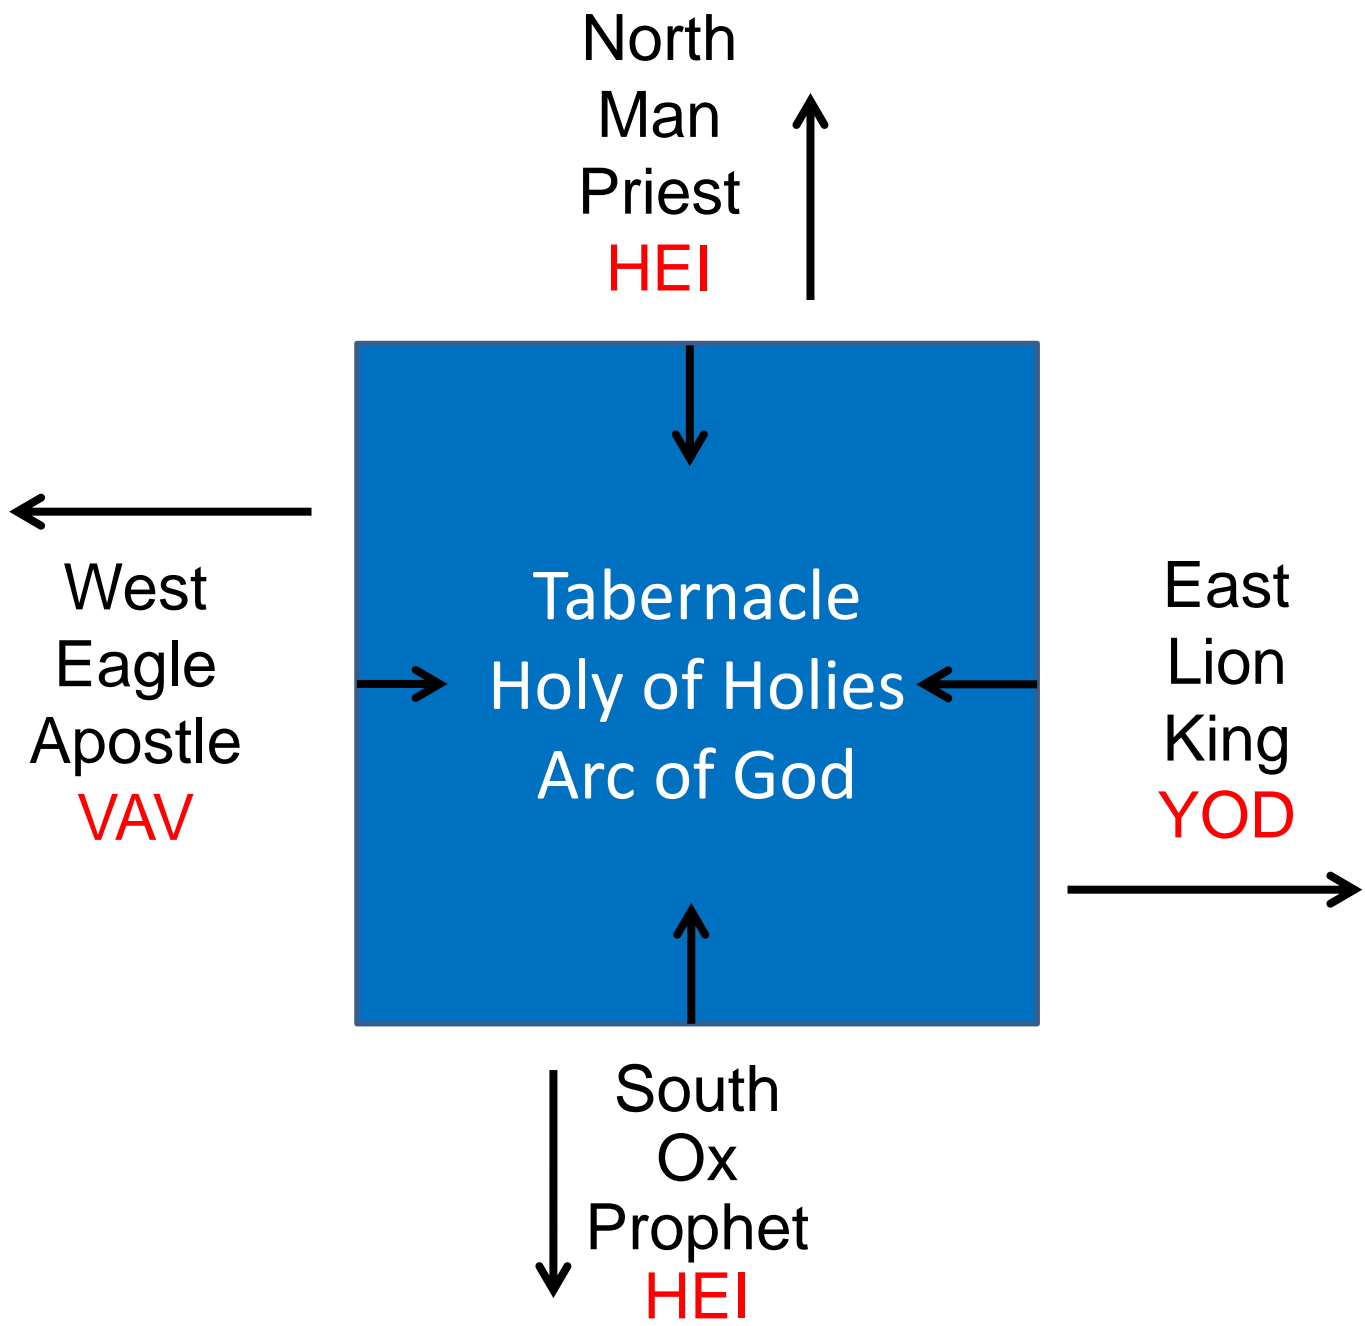 North
Man
Priest
HEI
West
Eagle
Apostle
VAV
Tabernacle
Holy of Holies
Arc of God
East
Lion
King
YOD
South
Ox
Prophet
HEI